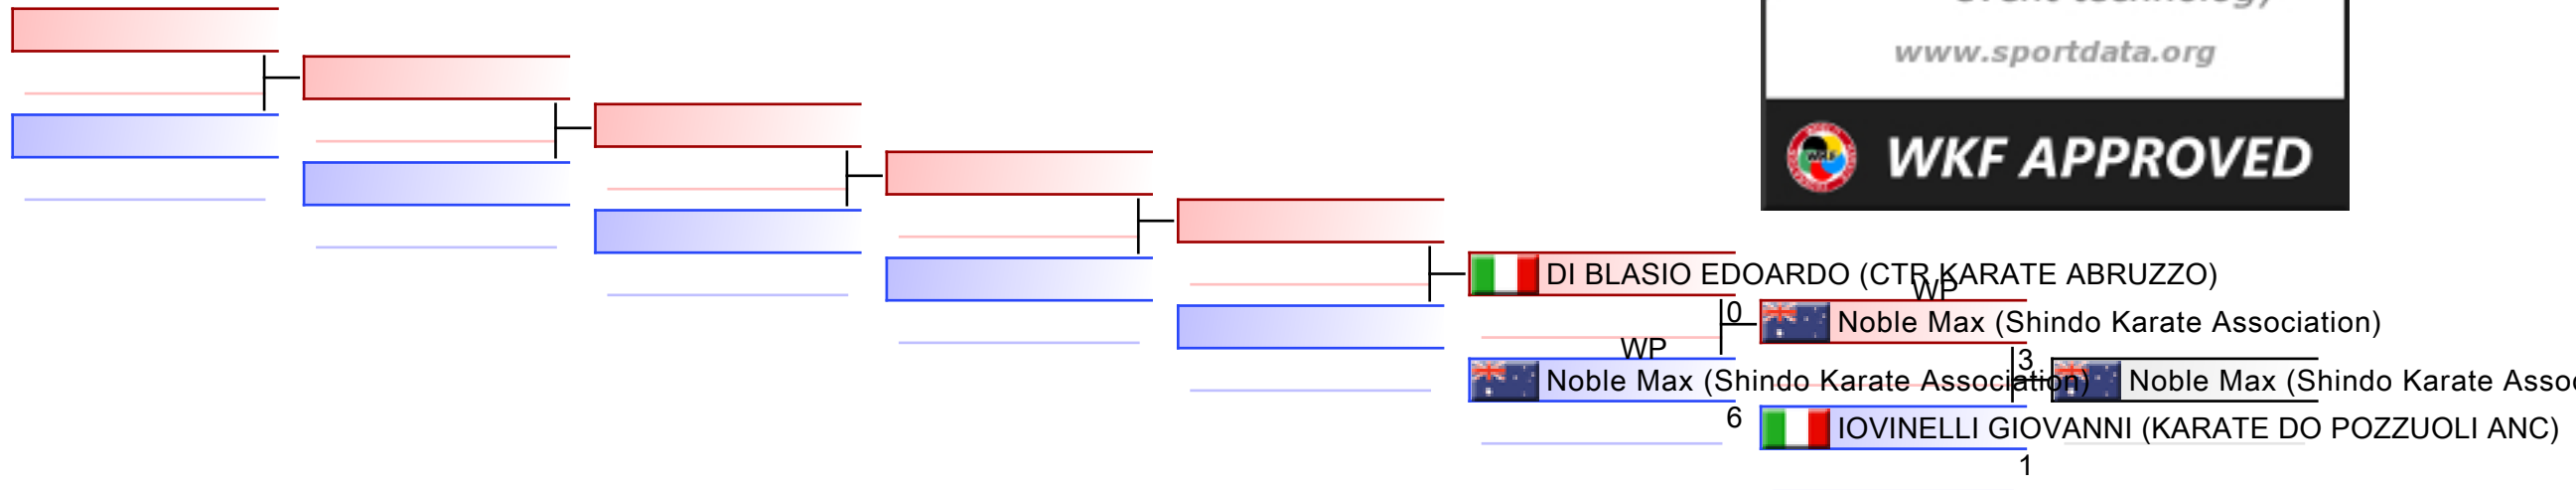 event technology
www.sportdata.org
WKF APPROVED
DI BLASIO EDOARDO (CTR KARATE ABRUZZO)
WP
0
Noble Max (Shindo Karate Association)
WP
3
Noble Max (Shindo Karate Association)
Noble Max (Shindo Karate Asso
6
IOVINELLI GIOVANNI (KARATE DO POZZUOLI ANC)
1